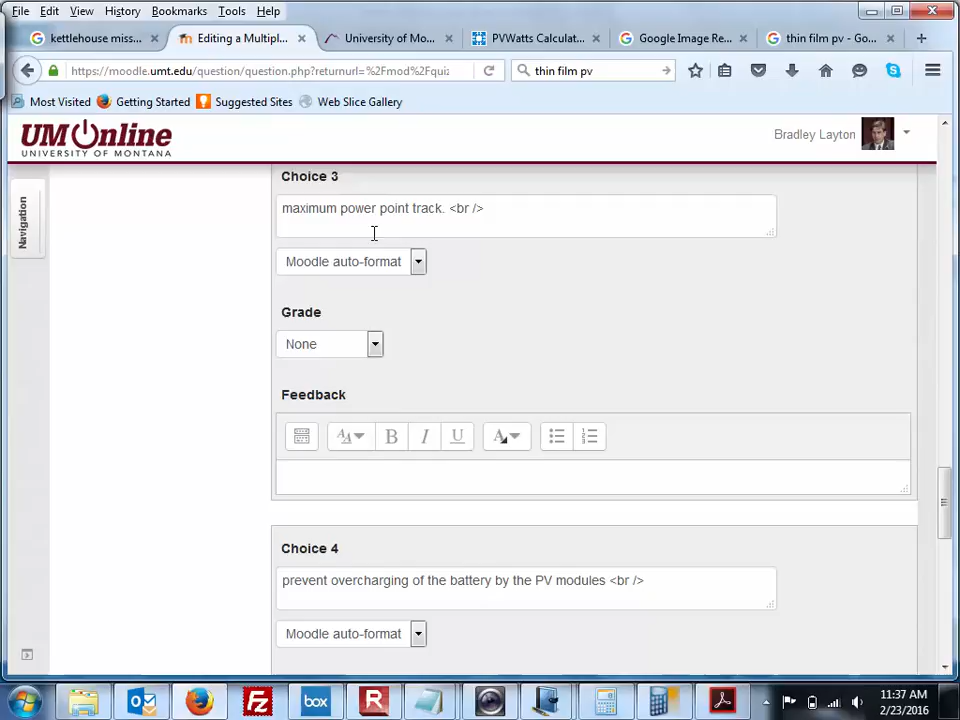 File Edit View History Bookmarks Tools Help
kettlehouse miss... × Editing a Multipl... × University of Mo... × PVWatts Calculat... × Google Image Re... × thin film pv - Go... ×
https://moodle.umt.edu/question/question.php?returnurl=%2Fmod%2Fquiz thin film pv
Most Visited Getting Started Suggested Sites Web Slice Gallery
UMOnline
UNIVERSITY OF MONTANA
Bradley Layton
Navigation
Choice 3
maximum power point track. <br />
Moodle auto-format
Grade
None
Feedback
B I U A
Choice 4
prevent overcharging of the battery by the PV modules <br />
Moodle auto-format
box R
11:37 AM
2/23/2016